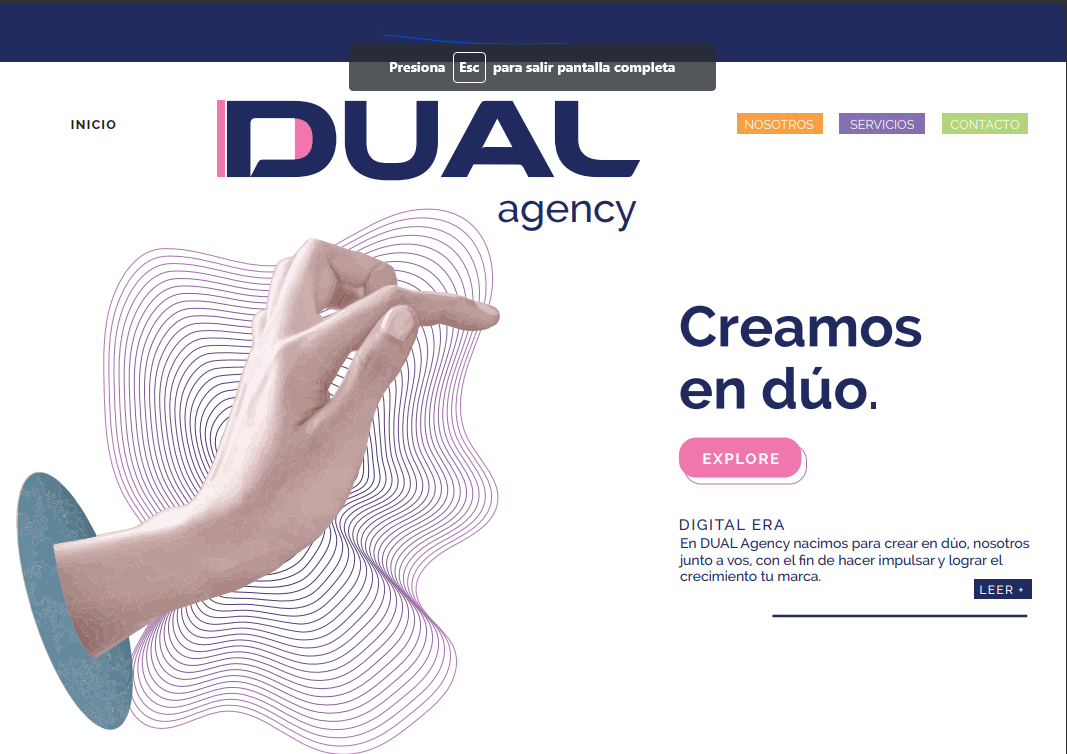 Presiona Esc para salir pantalla completa
INICIO
DUAL
agency
NOSOTROS
SERVICIOS
CONTACTO
Creamos
en dúo.
EXPLORE
DIGITAL ERA
En DUAL Agency nacimos para crear en dúo, nosotros
junto a vos, con el fin de hacer impulsar y lograr el
crecimiento tu marca.
LEER +